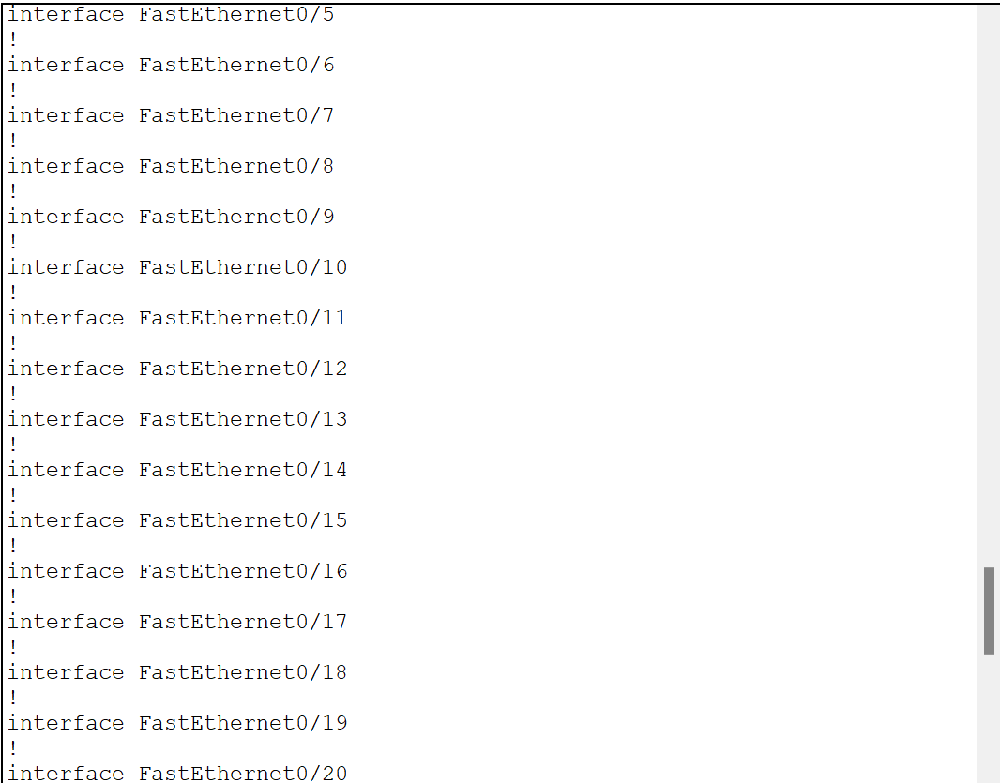 interface FastEthernet0/5
!
interface FastEthernet0/6
!
interface FastEthernet0/7
!
interface FastEthernet0/8
!
interface FastEthernet0/9
!
interface FastEthernet0/10
!
interface FastEthernet0/11
!
interface FastEthernet0/12
!
interface FastEthernet0/13
!
interface FastEthernet0/14
!
interface FastEthernet0/15
!
interface FastEthernet0/16
!
interface FastEthernet0/17
!
interface FastEthernet0/18
!
interface FastEthernet0/19
!
interface FastEthernet0/20